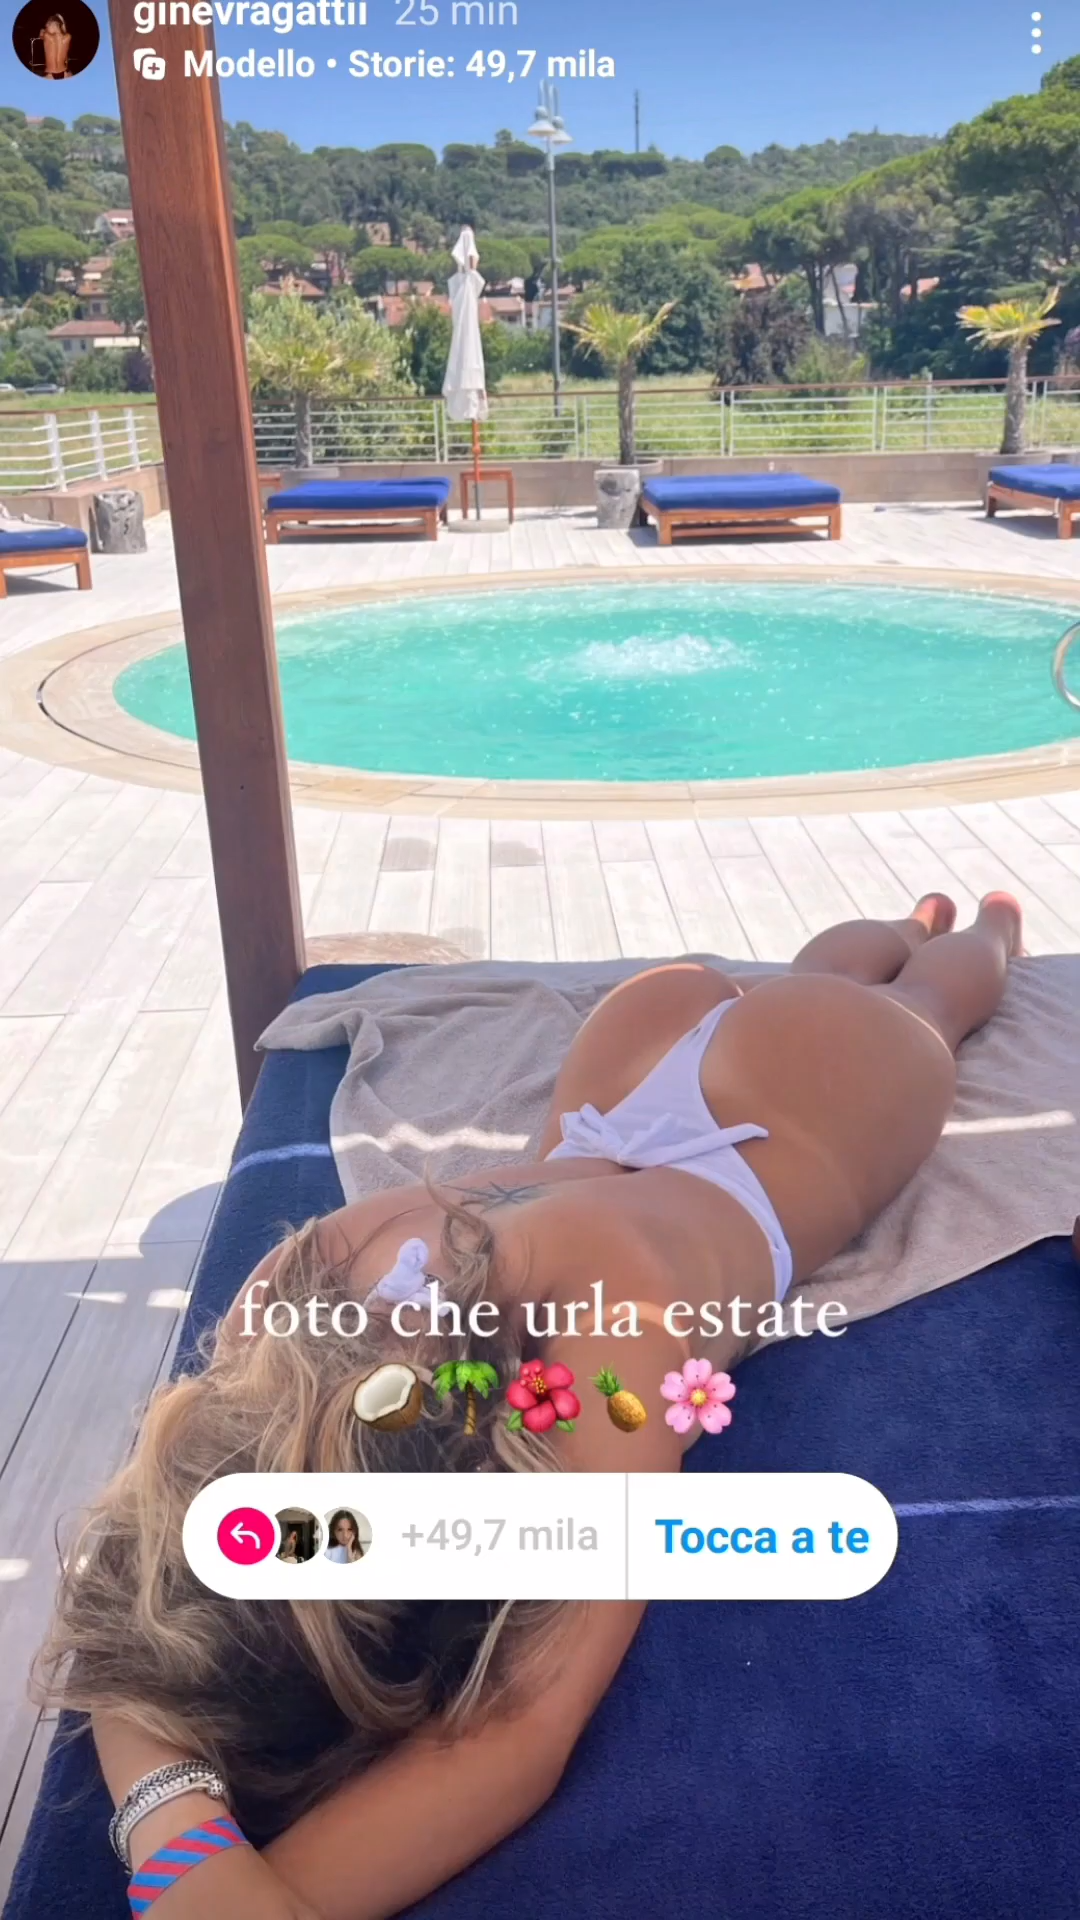 ginevragattii 25 min
Modello • Storie: 49,7 mila
foto che urla estate
🥥🌴🌺🍍🌸
+49,7 mila
Tocca a te